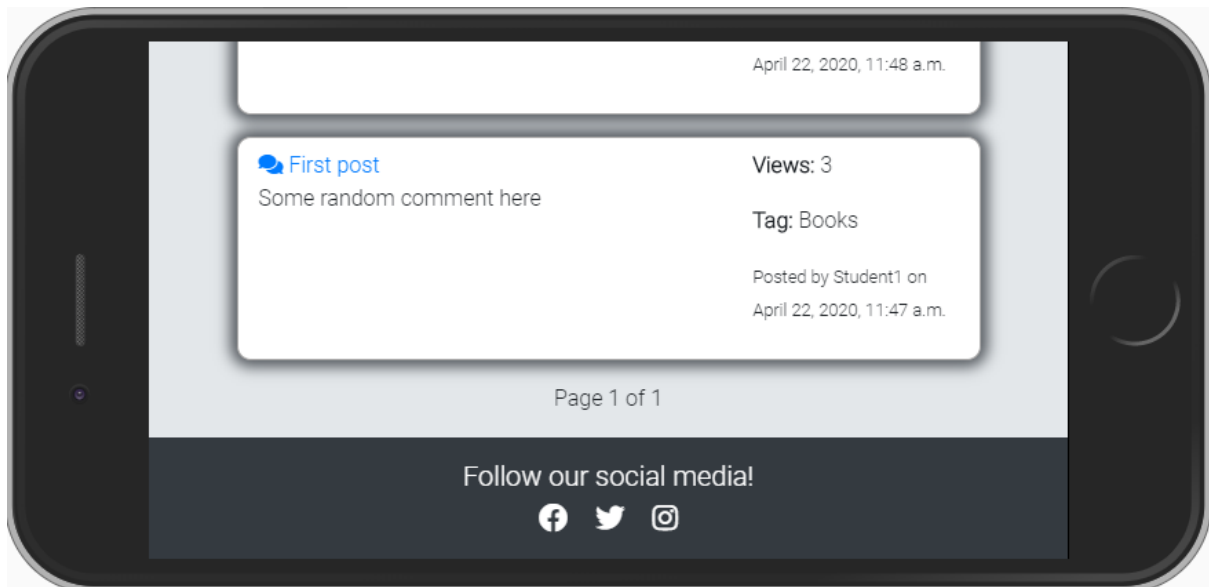 April 22, 2020, 11:48 a.m.
First post
Some random comment here
Views: 3
Tag: Books
Posted by Student1 on
April 22, 2020, 11:47 a.m.
Page 1 of 1
Follow our social media!